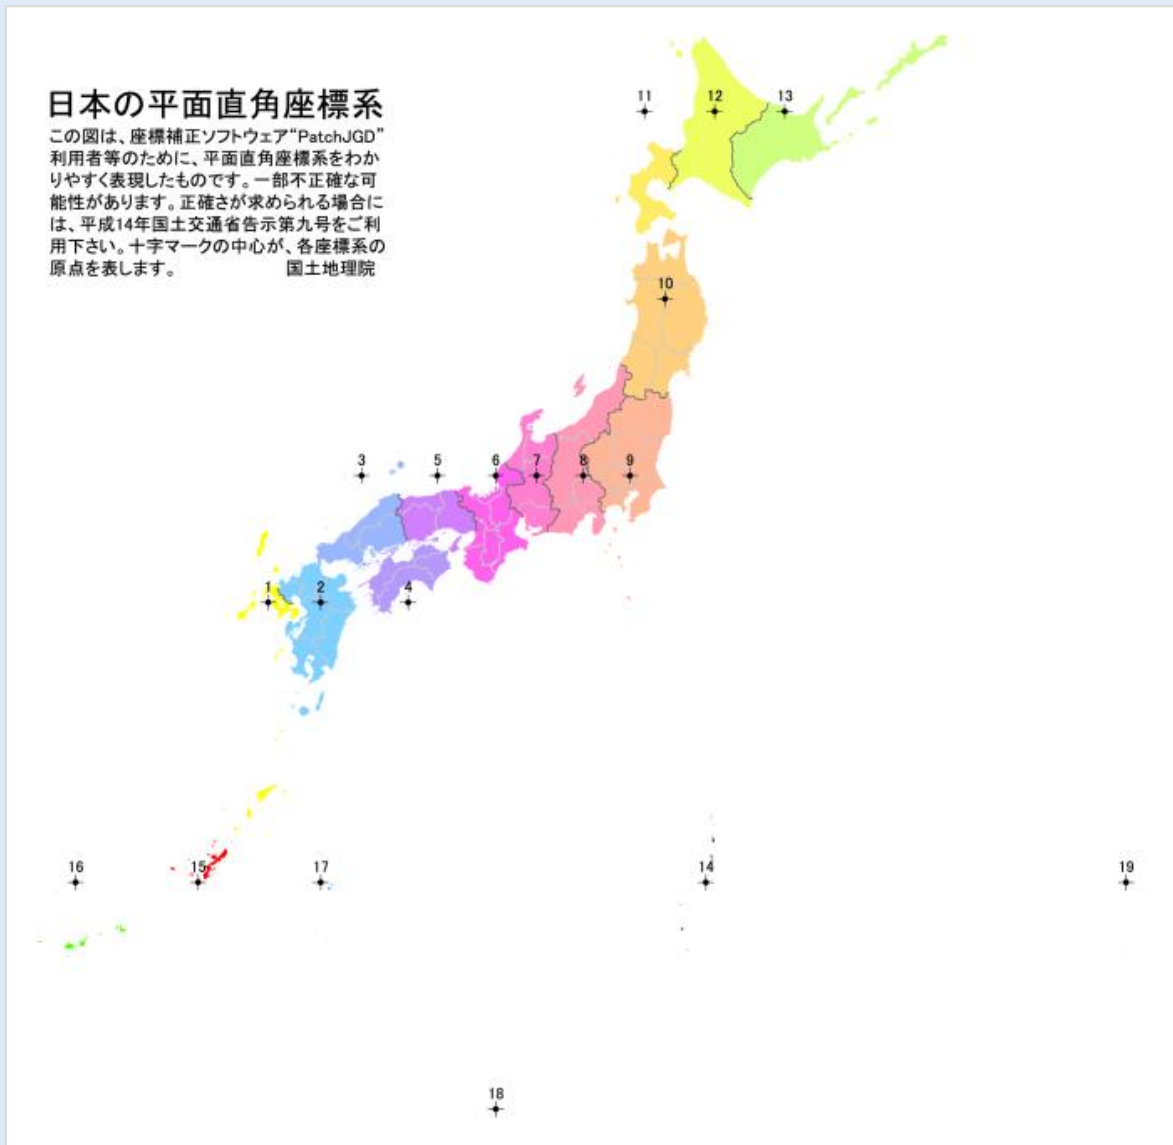 日本の平面直角座標系
この図は、座標補正ソフトウェア“PatchJGD”
利用者等のために、平面直角座標系をわか
りやすく表現したものです。一部不正確な可
能性があります。正確さが求められる場合に
は、平成14年国土交通省告示第九号をご利
用下さい。十字マークの中心が、各座標系の
原点を表します。 国土地理院
11 12 13
10
3 5 6 7 8 9
1 2 4
16 15 17 14 19
18